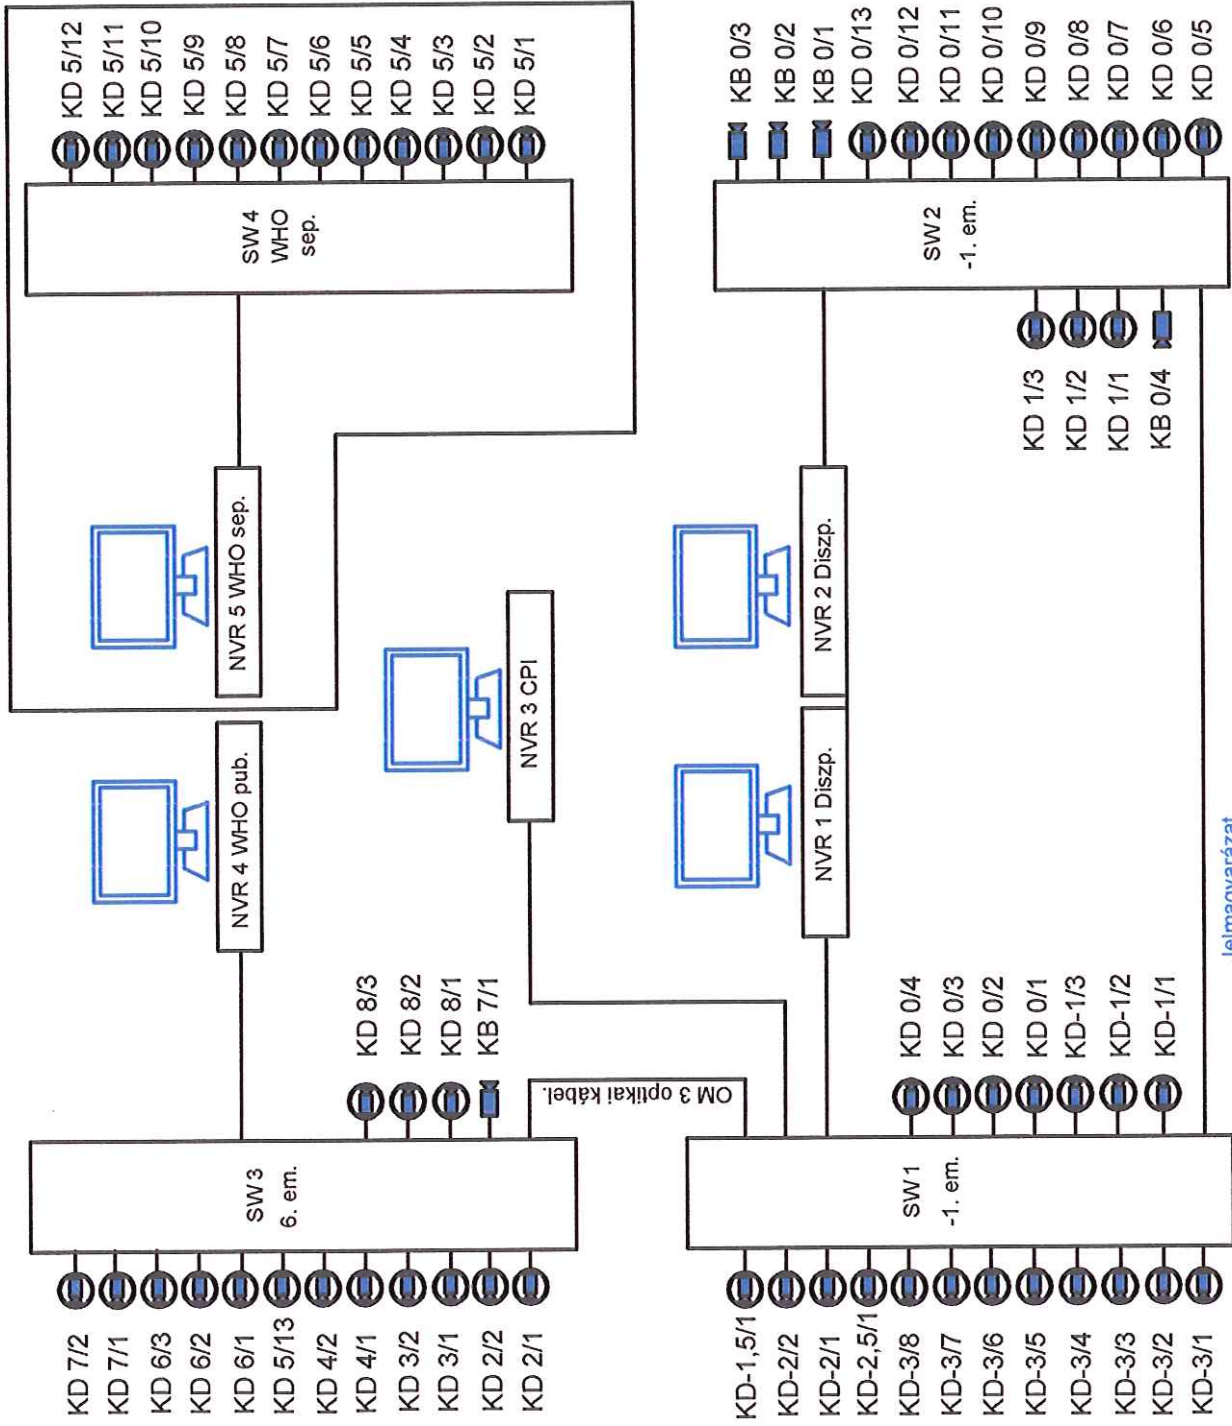 KD 5/12
KD 5/11
KD 5/10
KD 5/9
KD 5/8
KD 5/7
KD 5/6
KD 5/5
KD 5/4
KD 5/3
KD 5/2
KD 5/1
SW 4
WHO
sep.
NVR 5 WHO sep.
NVR 4 WHO pub.
NVR 3 CPI
KD 8/3
KD 8/2
KD 8/1
KB 7/1
SW 3
6. em.
OM 3 optikai kábel.
KD 7/2
KD 7/1
KD 6/3
KD 6/2
KD 6/1
KD 5/13
KD 4/2
KD 4/1
KD 3/2
KD 3/1
KD 2/2
KD 2/1
KB 0/3
KB 0/2
KB 0/1
KD 0/13
KD 0/12
KD 0/11
KD 0/10
KD 0/9
KD 0/8
KD 0/7
KD 0/6
KD 0/5
SW 2
-1. em.
KD 1/3
KD 1/2
KD 1/1
KB 0/4
NVR 2 Diszp.
NVR 1 Diszp.
KD 0/4
KD 0/3
KD 0/2
KD 0/1
KD-1/3
KD-1/2
KD-1/1
SW 1
-1. em.
KD-1,5/1
KD-2/2
KD-2/1
KD-2,5/1
KD-3/8
KD-3/7
KD-3/6
KD-3/5
KD-3/4
KD-3/3
KD-3/2
KD-3/1